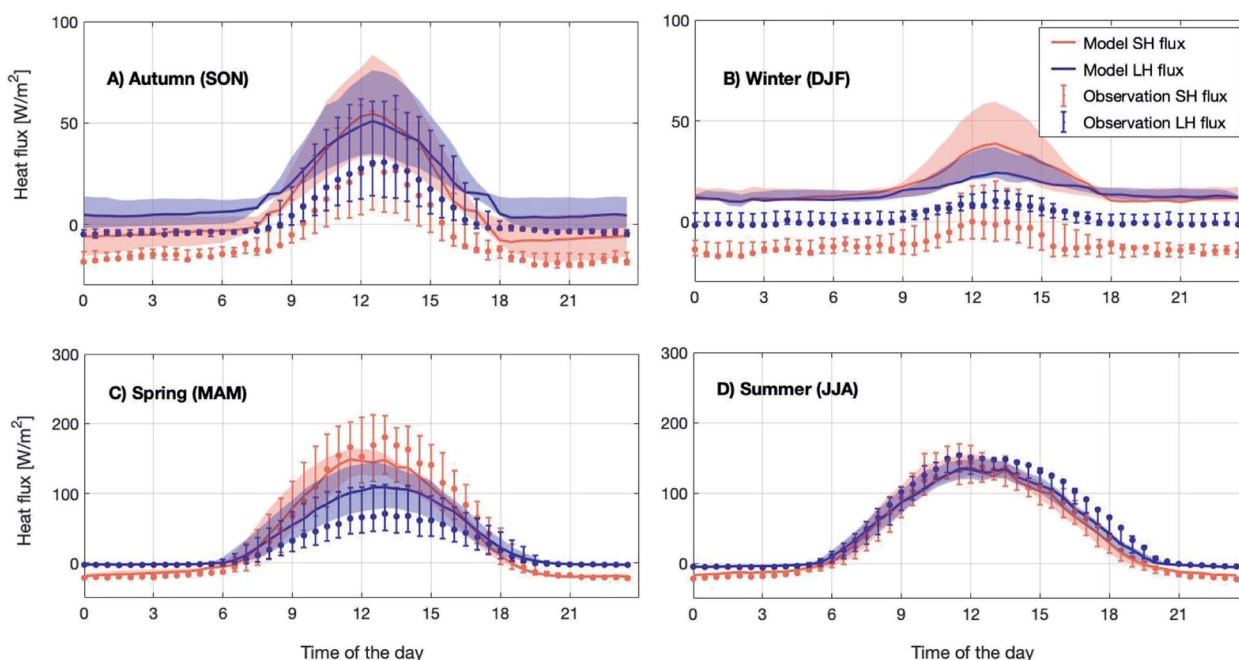 100
50
0
Heat flux [W/m²]
A) Autumn (SON)
0 3 6 9 12 15 18 21
100
50
0
B) Winter (DJF)
Model SH flux
Model LH flux
Observation SH flux
Observation LH flux
0 3 6 9 12 15 18 21
300
200
100
0
Heat flux [W/m²]
C) Spring (MAM)
0 3 6 9 12 15 18 21
Time of the day
300
200
100
0
D) Summer (JJA)
0 3 6 9 12 15 18 21
Time of the day